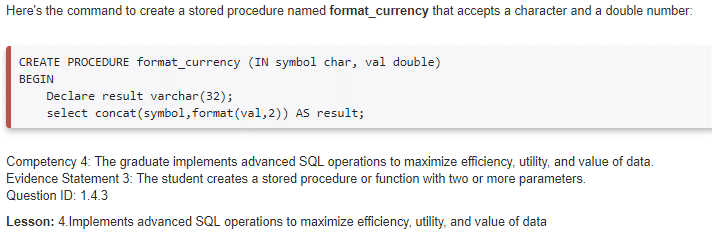 Here's the command to create a stored procedure named format_currency that accepts a character and a double number:
CREATE PROCEDURE format_currency (IN symbol char, val double)
BEGIN
Declare result varchar(32);
select concat(symbol,format(val,2)) AS result;
Competency 4: The graduate implements advanced SQL operations to maximize efficiency, utility, and value of data.
Evidence Statement 3: The student creates a stored procedure or function with two or more parameters.
Question ID: 1.4.3
Lesson: 4.Implements advanced SQL operations to maximize efficiency, utility, and value of data